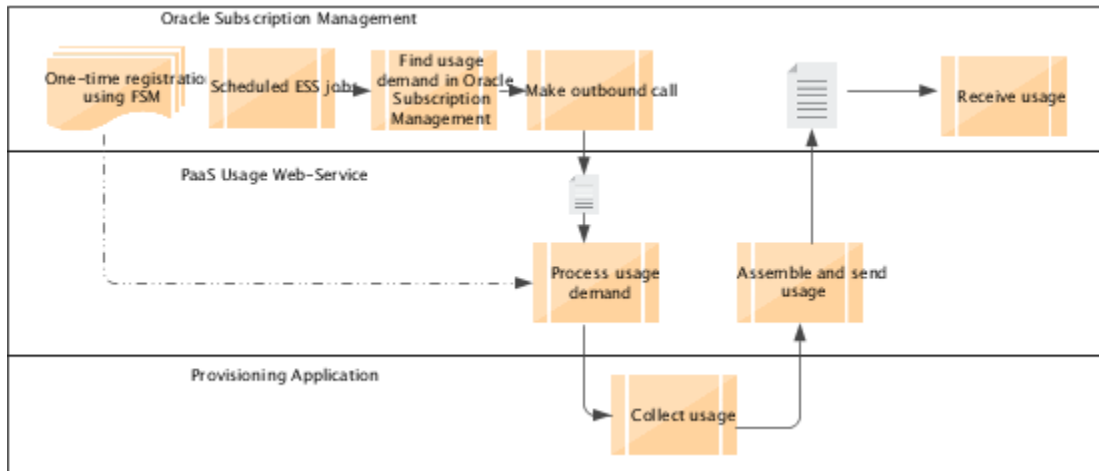 Oracle Subscription Management
One-time registration
using FSM
Scheduled ESS jobs
Find usage
demand in Oracle
Subscription
Management
Make outbound call
Receive usage
PaaS Usage Web-Service
Process usage
demand
Assemble and send
usage
Provisioning Application
Collect usage